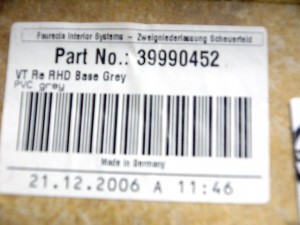 Faurecia Interior Systems - Zweigniederlassung Scheuerfeld
Part No.: 39990452
VT Re RHD Base Grey
PVC grey
Made in Germany
21.12.2006 A 11:46